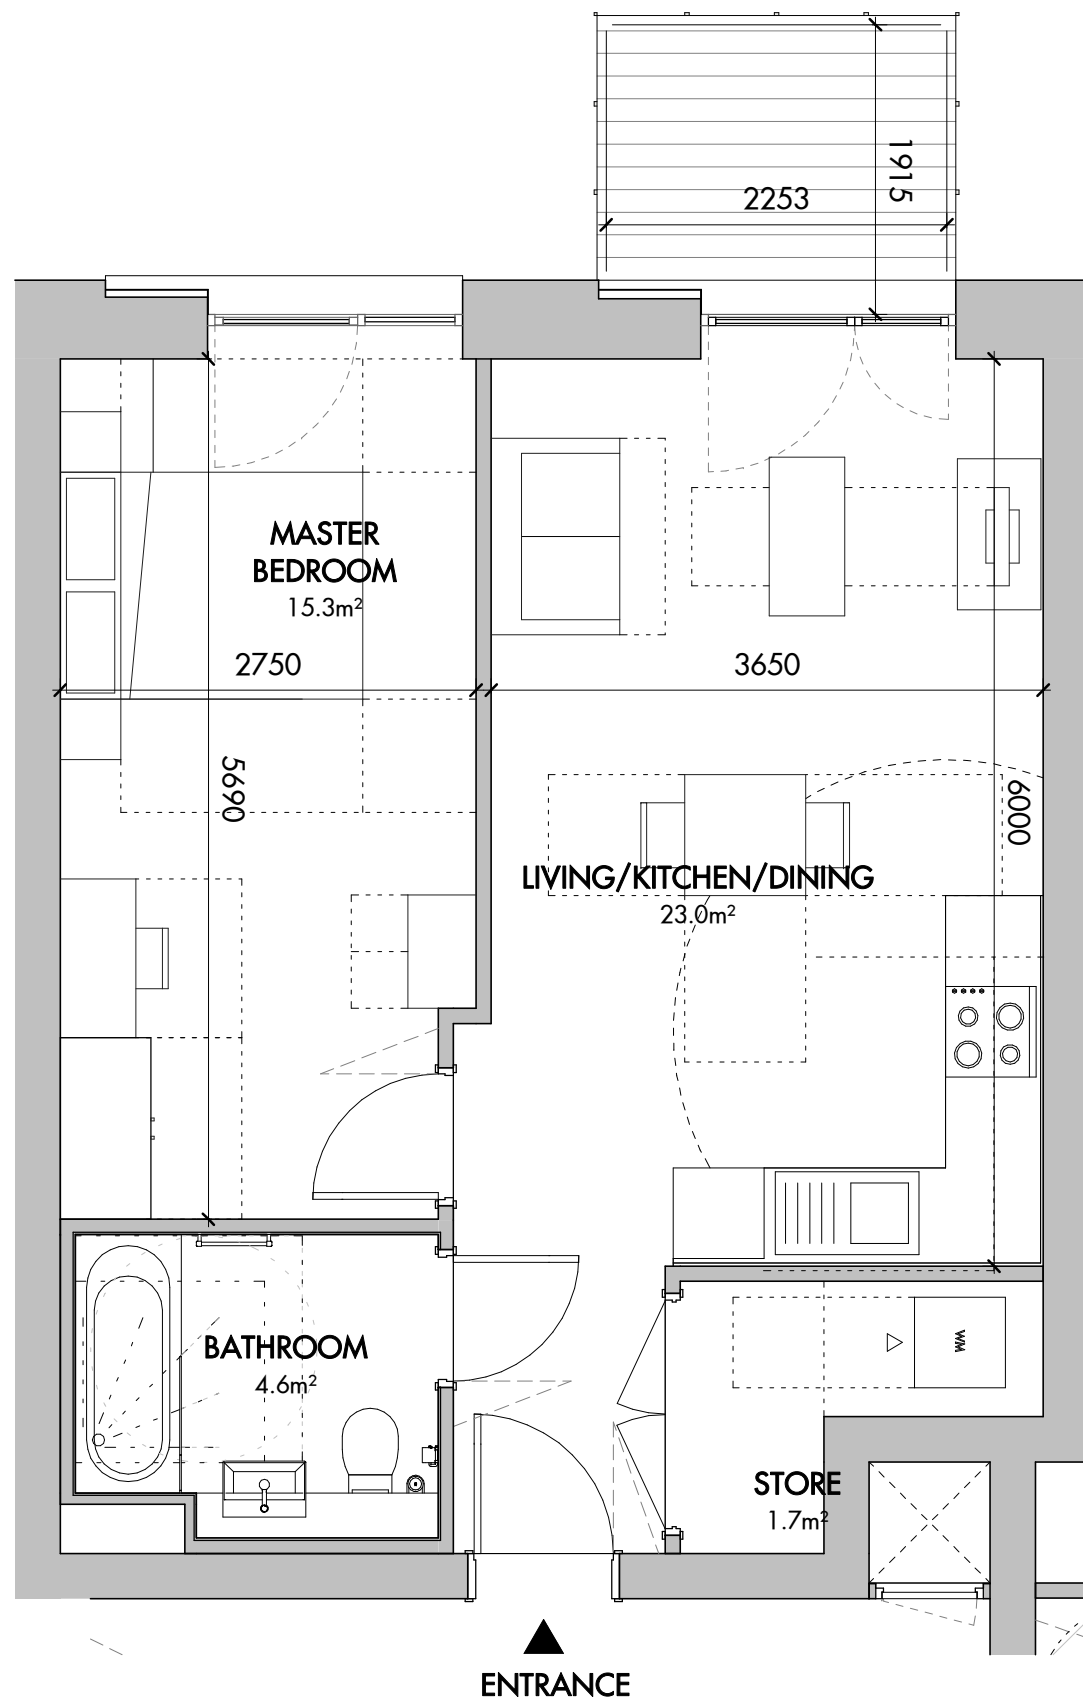 1915
2253
MASTER
BEDROOM
15.3m²
2750
3650
5690
6000
LIVING/KITCHEN/DINING
23.0m²
WM
BATHROOM
4.6m²
STORE
1.7m²
ENTRANCE